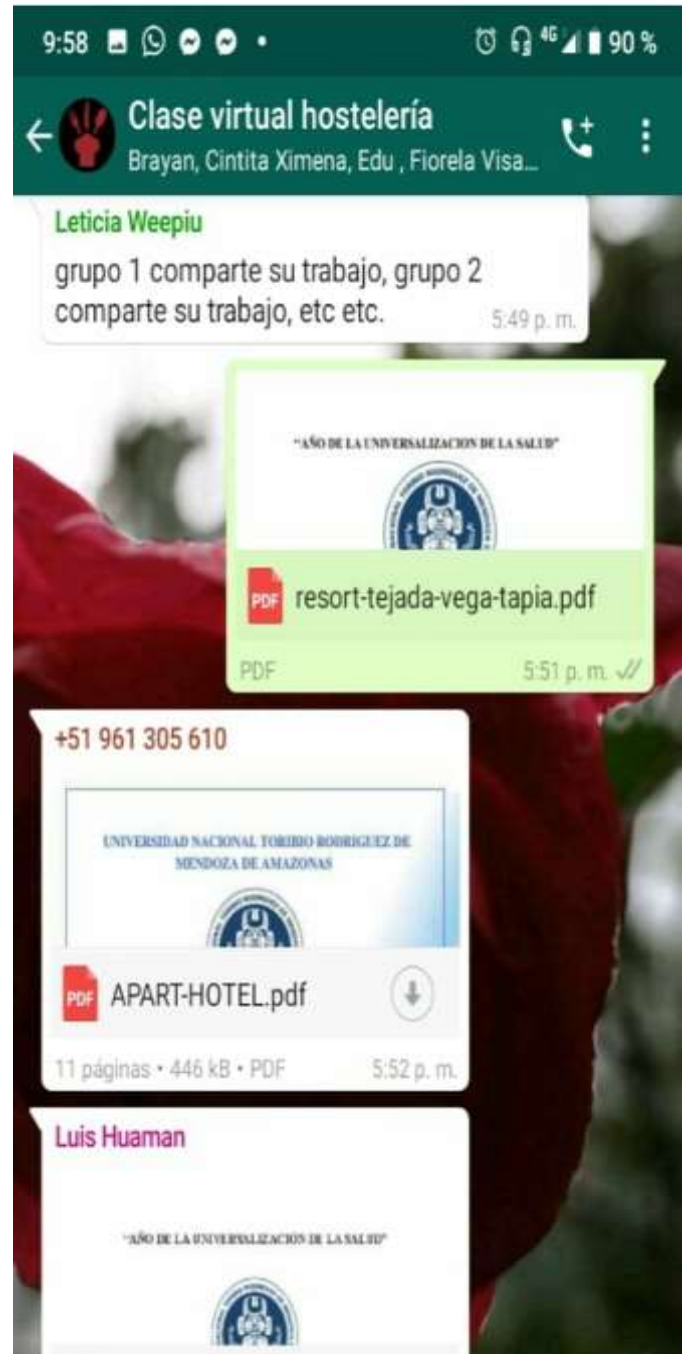 9:58 4G 90 %
Clase virtual hostelería
Brayan, Cintita Ximena, Edu , Fiorela Visa...
Leticia Weepiu
grupo 1 comparte su trabajo, grupo 2
comparte su trabajo, etc etc.
5:49 p. m.
“AÑO DE LA UNIVERSALIZACION DE LA SALUD”
PDF resort-tejada-vega-tapia.pdf
PDF 5:51 p. m.
+51 961 305 610
UNIVERSIDAD NACIONAL TORIBIO RODRIGUEZ DE
MENDOZA DE AMAZONAS
PDF APART-HOTEL.pdf
11 páginas • 446 kB • PDF 5:52 p. m.
Luis Huaman
“AÑO DE LA UNIVERSALIZACION DE LA SALUD”